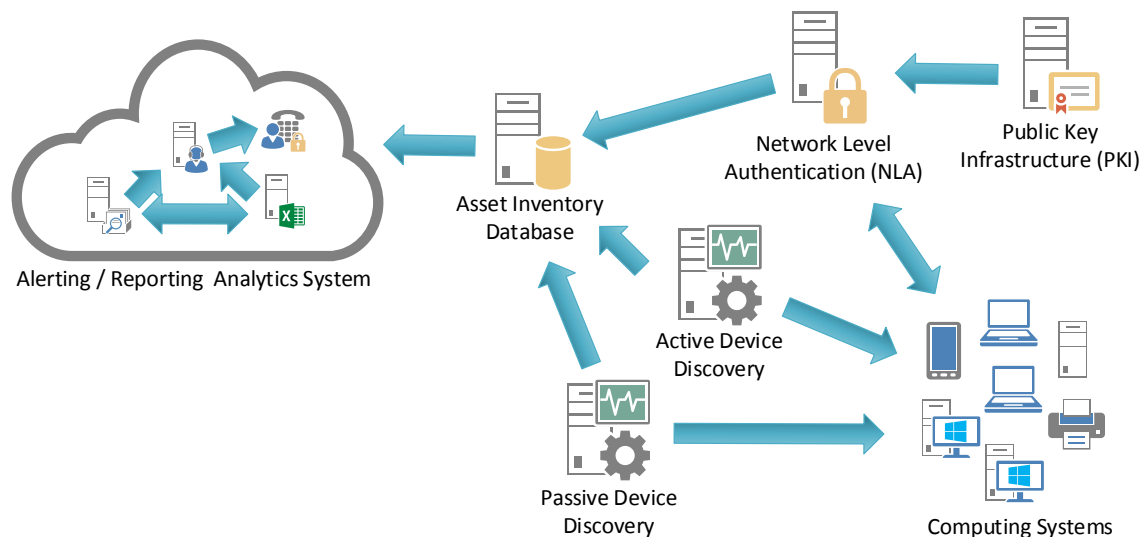 Public Key
Infrastructure (PKI)
Network Level
Authentication (NLA)
Asset Inventory
Database
Alerting / Reporting  Analytics System
X
Active Device
Discovery
Passive Device
Discovery
Computing Systems